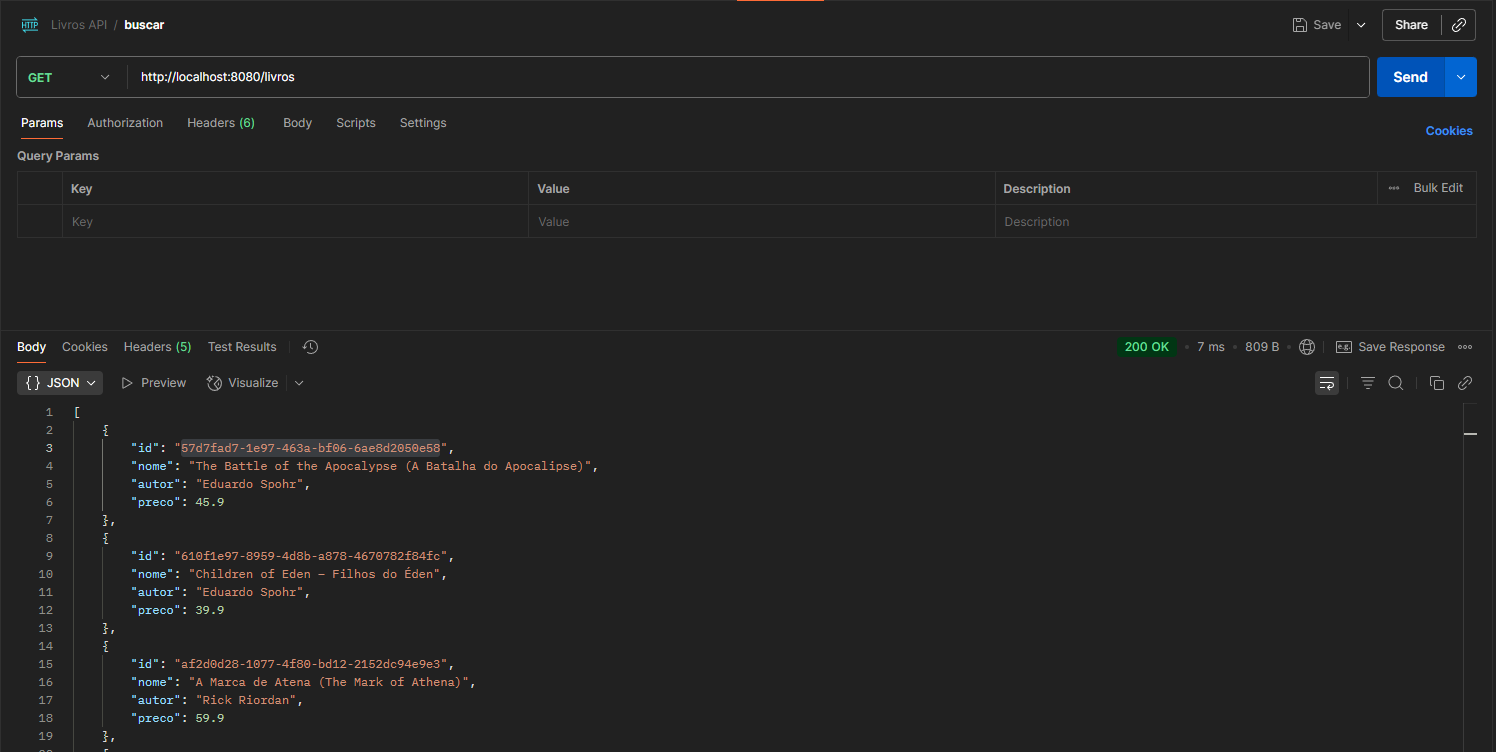 HTTP Livros API / buscar Save Share
GET http://localhost:8080/livros Send
Params Authorization Headers (6) Body Scripts Settings Cookies
Query Params
Key Value Description ••• Bulk Edit
Key Value Description
Body Cookies Headers (5) Test Results 200 OK • 7 ms • 809 B • e.g. Save Response •••
{} JSON Preview Visualize
1 [
2 {
3 "id": "57d7fad7-1e97-463a-bf06-6ae8d2050e58",
4 "nome": "The Battle of the Apocalypse (A Batalha do Apocalipse)",
5 "autor": "Eduardo Spohr",
6 "preco": 45.9
7 },
8 {
9 "id": "610f1e97-8959-4d8b-a878-4670782f84fc",
10 "nome": "Children of Eden – Filhos do Éden",
11 "autor": "Eduardo Spohr",
12 "preco": 39.9
13 },
14 {
15 "id": "af2d0d28-1077-4f80-bd12-2152dc94e9e3",
16 "nome": "A Marca de Atena (The Mark of Athena)",
17 "autor": "Rick Riordan",
18 "preco": 59.9
19 },